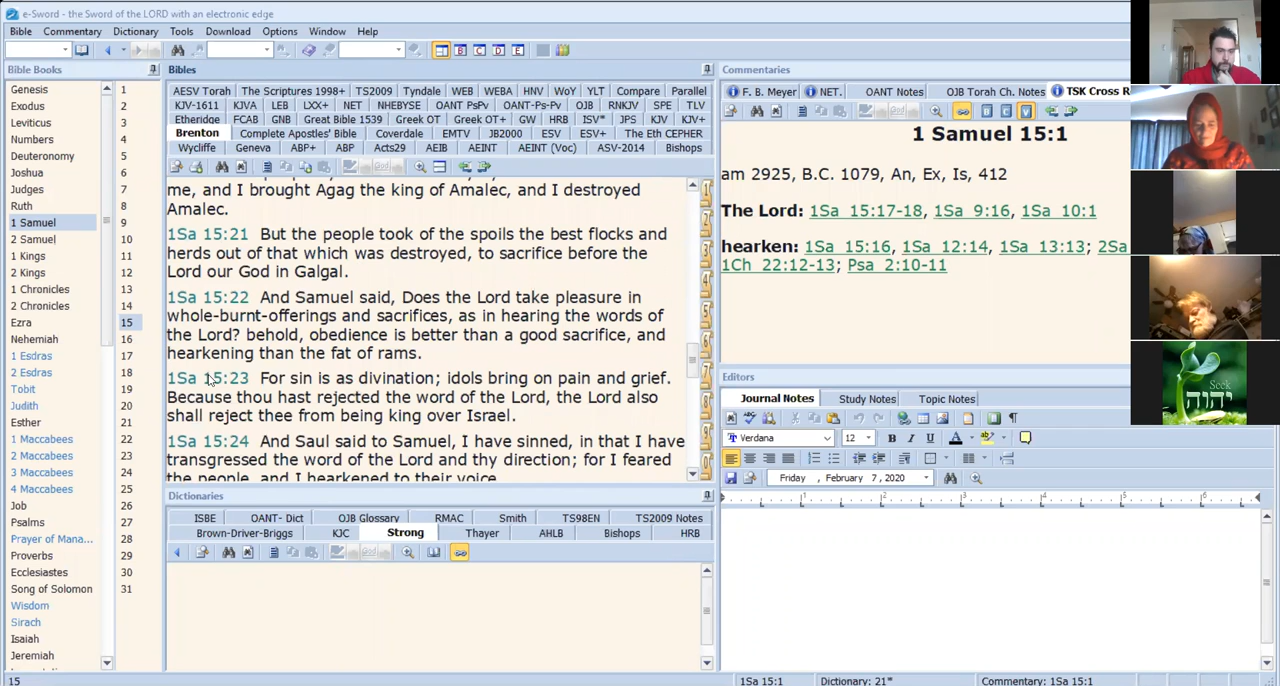 e-Sword - the Sword of the LORD with an electronic edge
Bible Commentary Dictionary Tools Download Options Window Help
B C D E
Bible Books
Genesis
Exodus
Leviticus
Numbers
Deuteronomy
Joshua
Judges
Ruth
1 Samuel
2 Samuel
1 Kings
2 Kings
1 Chronicles
2 Chronicles
Ezra
Nehemiah
1 Esdras
2 Esdras
Tobit
Judith
Esther
1 Maccabees
2 Maccabees
3 Maccabees
4 Maccabees
Job
Psalms
Prayer of Mana...
Proverbs
Ecclesiastes
Song of Solomon
Wisdom
Sirach
Isaiah
Jeremiah
1
2
3
4
5
6
7
8
9
10
11
12
13
14
15
16
17
18
19
20
21
22
23
24
25
26
27
28
29
30
31
Bibles
AESV Torah The Scriptures 1998+ TS2009 Tyndale WEB WEBA HNV WoY YLT Compare Parallel
KJV-1611 KJVA LEB LXX+ NET NHEBYSE OANT PsPv OANT-Ps-Pv OJB RNKJV SPE TLV
Etheridge FCAB GNB Great Bible 1539 Greek OT Greek OT+ GW HRB ISV* JPS KJV KJV+
Brenton Complete Apostles' Bible Coverdale EMTV JB2000 ESV ESV+ The Eth CEPHER
Wycliffe Geneva ABP+ ABP Acts29 AEIB AEINT AEINT (Voc) ASV-2014 Bishops
me, and I brought Agag the king of Amalec, and I destroyed
Amalec.
1Sa 15:21 But the people took of the spoils the best flocks and
herds out of that which was destroyed, to sacrifice before the
Lord our God in Galgal.
1Sa 15:22 And Samuel said, Does the Lord take pleasure in
whole-burnt-offerings and sacrifices, as in hearing the words of
the Lord? behold, obedience is better than a good sacrifice, and
hearkening than the fat of rams.
1Sa 15:23 For sin is as divination; idols bring on pain and grief.
Because thou hast rejected the word of the Lord, the Lord also
shall reject thee from being king over Israel.
1Sa 15:24 And Saul said to Samuel, I have sinned, in that I have
transgressed the word of the Lord and thy direction; for I feared
the people, and I hearkened to their voice.
Dictionaries
ISBE OANT- Dict OJB Glossary RMAC Smith TS98EN TS2009 Notes
Brown-Driver-Briggs KJC Strong Thayer AHLB Bishops HRB
Commentaries
F. B. Meyer NET. OANT Notes OJB Torah Ch. Notes TSK Cross R
1 Samuel 15:1
am 2925, B.C. 1079, An, Ex, Is, 412
The Lord: 1Sa 15:17-18, 1Sa 9:16, 1Sa 10:1
hearken: 1Sa 15:16, 1Sa 12:14, 1Sa 13:13; 2Sa
1Ch 22:12-13; Psa 2:10-11
Editors
Journal Notes Study Notes Topic Notes
Verdana 12 B I U A ab
Friday , February 7 , 2020
1 2 3 4 5 6
Seek
יהוה
15
1Sa 15:1 Dictionary: 21* Commentary: 1Sa 15:1